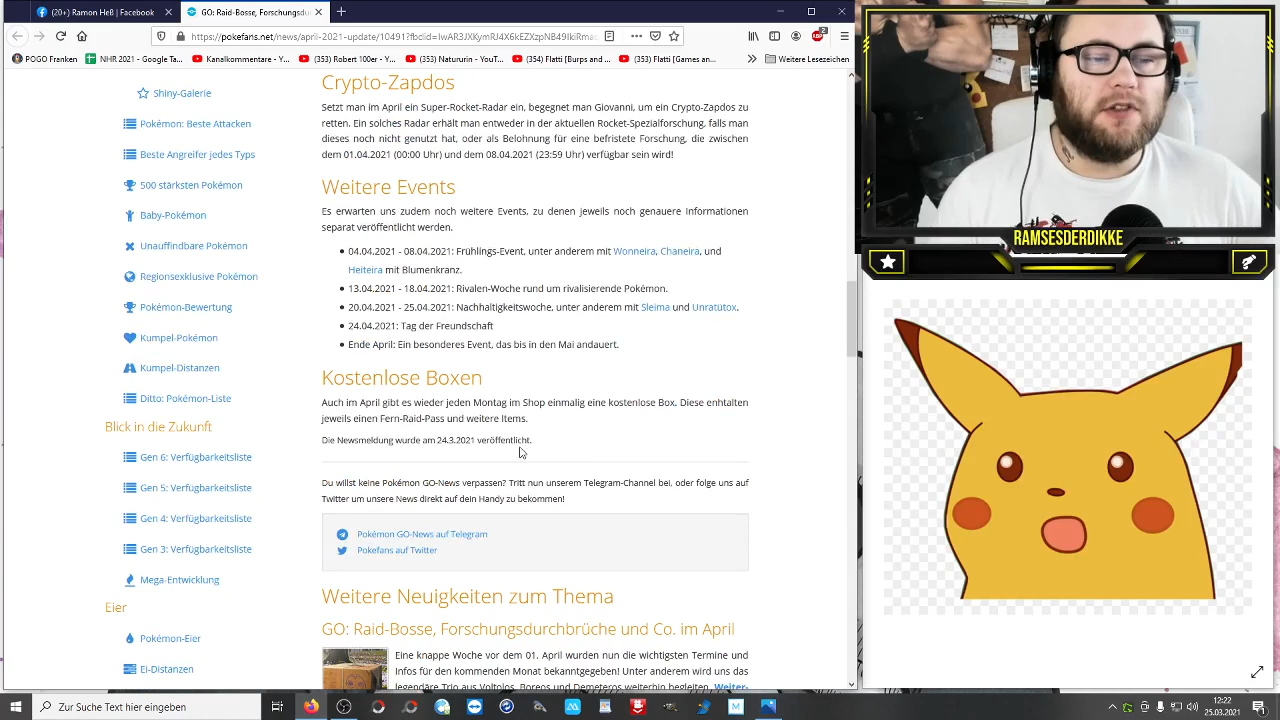 (20+) Ramon Heß | Facebook
GO: Raid-Bosse, Forschungsdu
https://www.pokefans.net/
POGO Franken
NHR 2021 - Google Ta...
Kanalkommentare - Y...
(353) Robert 100% - Y...
(353) Natururin - YouT...
(354) Flatti [Burps and ...
(353) Flatti [Games an...
Weitere Lesezeichen
Shiny-Galerie
Pokémon: Beste Attacken
Beste Angreifer jedes Typs
500 stärksten Pokémon
Baby-Pokémon
Unauffindbare Pokémon
Regionsexklusive Pokémon
Pokémon-Bewertung
Kumpel-Pokémon
Kumpel-Distanzen
Ditto: Pokémon-Liste
Blick in die Zukunft
Gen 6: Verfügbarkeitsliste
Gen 5: Verfügbarkeitsliste
Gen 4: Verfügbarkeitsliste
Gen 3: Verfügbarkeitsliste
Mega-Entwicklung
Eier
Pokémon-Eier
Ei-Distanzen
Crypto-Zapdos
Setzt man im April ein Super-Rocket-Radar ein, begegnet man Giovanni, um ein Crypto-Zapdos zu
retten. Ein solches Radar erhält man entweder in der aktuellen Rocket-Spezialforschung, falls man
dieses noch nicht genutzt hat, oder als Belohnung für eine befristete Forschung, die zwischen
dem 01.04.2021 (00:00 Uhr) und dem 08.04.2021 (23:59 Uhr) verfügbar sein wird!
Weitere Events
Es erwarten uns zudem noch weitere Events, zu denen jeweils noch genauere Informationen
separat veröffentlicht werden.
04.04.2021 - 08.04.2021: Frühlings-Event, unter anderem mit Wonneira, Chaneira, und
Heiteira mit Blumenkranz.
13.04.2021 - 18.04.2021: Rivalen-Woche rund um rivalisierende Pokémon.
20.04.2021 - 25.04.2021: Nachhaltigkeitswoche, unter anderem mit Sleima und Unratütox.
24.04.2021: Tag der Freundschaft
Ende April: Ein besonderes Event, das bis in den Mai andauert.
Kostenlose Boxen
Auch im April gibt es wieder jeden Montag im Shop einmalig eine kostenlose Box. Diese enhtalten
jeweils einen Fern-Raid-Pass und weitere Items.
Die Newsmeldung wurde am 24.3.2021 veröffentlicht.
Du willst keine Pokémon GO-News verpassen? Tritt nun unserem Telegram-Channel bei, oder folge uns auf
Twitter um unsere News direkt auf dein Handy zu bekommen!
Pokémon GO-News auf Telegram
Pokefans auf Twitter
Weitere Neuigkeiten zum Thema
GO: Raid-Bosse, Forschungsdurchbrüche und Co. im April
Eine knappe Woche vor dem 01. April wurden nun die wichtigsten Termine und
Infos für den kommenden Monat bekanntgegeben! Unter anderem wird uns das
legendäre Trio um Voltolos, Boreos und Demeteros weiterhin begleiten. Weiter-
RAMSESDERDIKKE
Zur Suche Text hier eingeben
12:22
25.03.2021